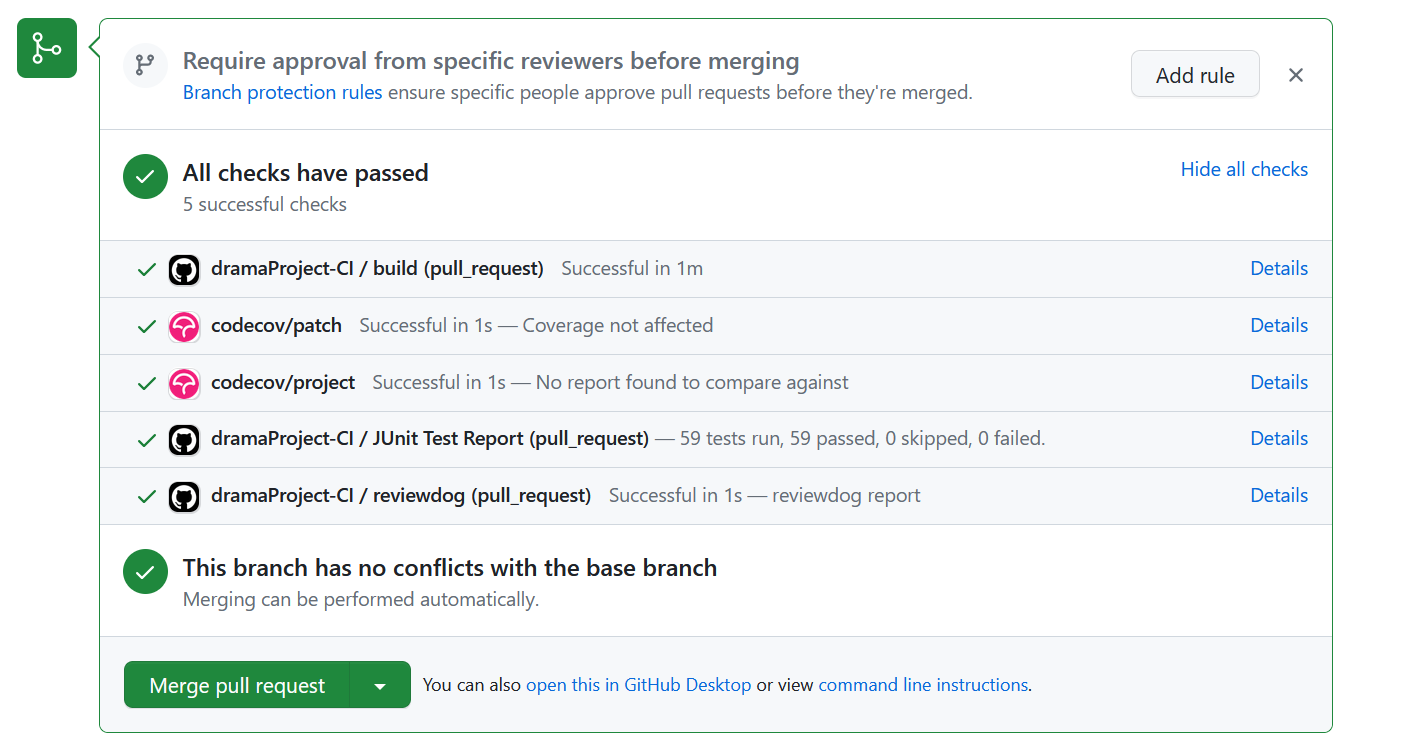 Require approval from specific reviewers before merging
Branch protection rules ensure specific people approve pull requests before they're merged.
Add rule
All checks have passed
5 successful checks
Hide all checks
dramaProject-CI / build (pull_request) Successful in 1m Details
codecov/patch Successful in 1s — Coverage not affected Details
codecov/project Successful in 1s — No report found to compare against Details
dramaProject-CI / JUnit Test Report (pull_request) — 59 tests run, 59 passed, 0 skipped, 0 failed. Details
dramaProject-CI / reviewdog (pull_request) Successful in 1s — reviewdog report Details
This branch has no conflicts with the base branch
Merging can be performed automatically.
Merge pull request You can also open this in GitHub Desktop or view command line instructions.